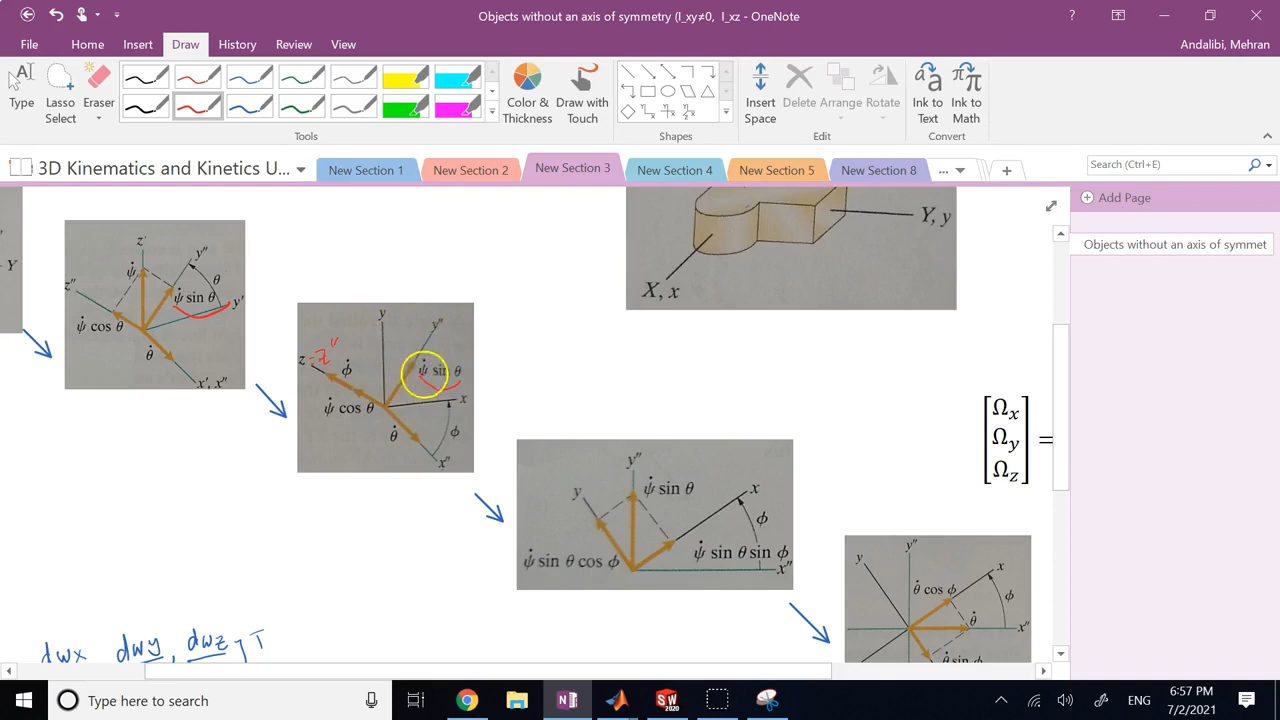 Objects without an axis of symmetry (I_xy≠0, I_xz - OneNote
?
File Home Insert Draw History Review View
Andalibi, Mehran
Type
Lasso Select
Eraser
Color & Thickness
Draw with Touch
Insert Space
Delete
Arrange
Rotate
Ink to Text
Ink to Math
Tools
Shapes
Edit
Convert
3D Kinematics and Kinetics U...
New Section 1
New Section 2
New Section 3
New Section 4
New Section 5
New Section 8
...
Search (Ctrl+E)
Add Page
Objects without an axis of symmet
Y
z'
y''
ψ̇
θ
z''
ψ̇ sin θ
y'
ψ̇ cos θ
θ̇
x', x''
y
y''
z = z''
φ̇
ψ̇ sin θ
ψ̇ cos θ
x
θ̇
φ
x''
Y, y
X, x
y''
y
ψ̇ sin θ
x
φ
ψ̇ sin θ cos φ
ψ̇ sin θ sin φ
x''
Ωx
Ωy =
Ωz
y''
y
x
θ̇ cos φ
φ
θ̇
x''
θ̇ sin φ
dwx dwy , dwz ] T
Type here to search
ENG
6:57 PM
7/2/2021